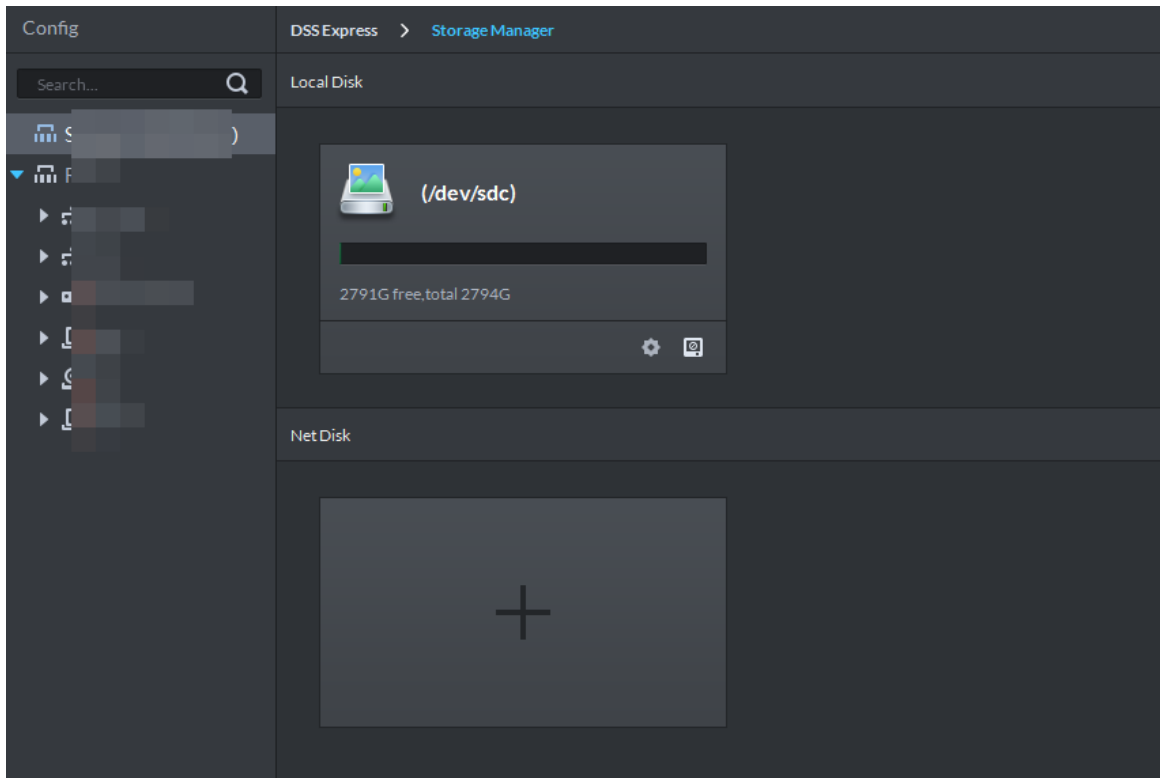 Config
DSS Express > Storage Manager
Search...
Local Disk
S )
F
(/dev/sdc)
2791G free,total 2794G
Net Disk